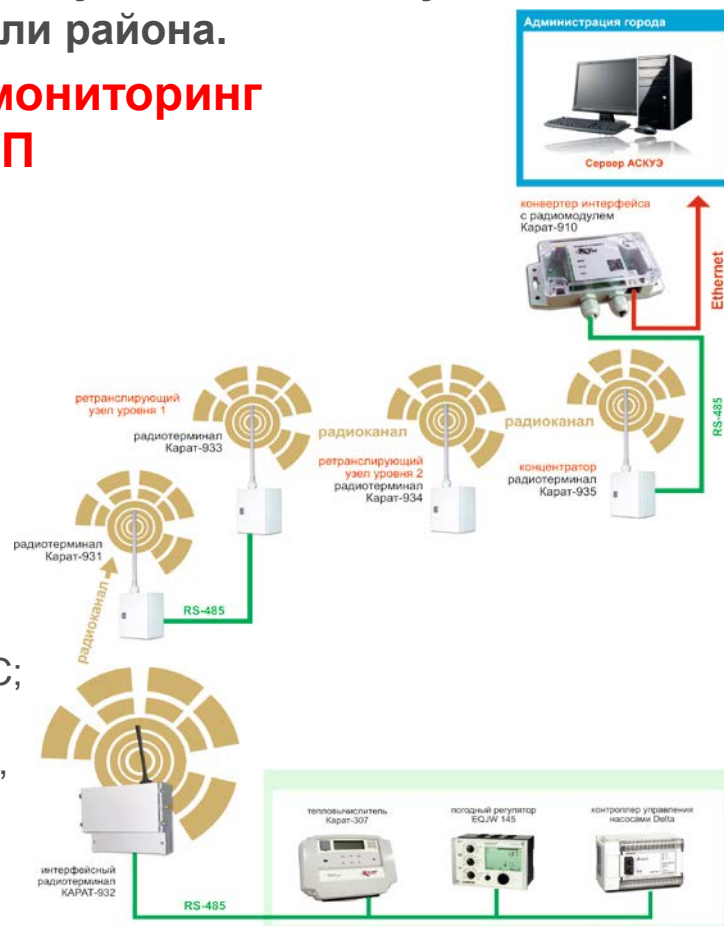 ли района.
мониторинг
П
Администрация города
Сервер АСКУЭ
конвертер интерфейса
с радиомодулем
Карат-910
Ethernet
RS-485
ретранслирующий
узел уровня 1
радиотерминал
Карат-933
радиоканал
ретранслирующий
узел уровня 2
радиотерминал
Карат-934
радиоканал
концентратор
радиотерминал
Карат-935
радиотерминал
Карат-931
радиоканал
RS-485
С;
,
интерфейсный
радиотерминал
КАРАТ-932
RS-485
тепловычислитель
Карат-307
погодный регулятор
EQJW 145
контроллер управления
насосами Delta